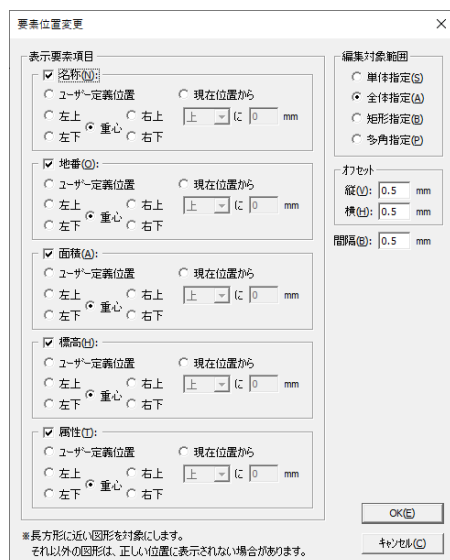 要素位置変更
表示要素項目
名称(N):
ユーザー定義位置 現在位置から
左上 重心 右上 上 に 0 mm
左下 右下
地番(O):
ユーザー定義位置 現在位置から
左上 重心 右上 上 に 0 mm
左下 右下
面積(A):
ユーザー定義位置 現在位置から
左上 重心 右上 上 に 0 mm
左下 右下
標高(H):
ユーザー定義位置 現在位置から
左上 重心 右上 上 に 0 mm
左下 右下
属性(T):
ユーザー定義位置 現在位置から
左上 重心 右上 上 に 0 mm
左下 右下
※長方形に近い図形を対象にします。
それ以外の図形は、正しい位置に表示されない場合があります。
編集対象範囲
単体指定(S)
全体指定(A)
矩形指定(B)
多角指定(P)
オフセット
縦(V): 0.5 mm
横(H): 0.5 mm
間隔(B): 0.5 mm
OK(E)
キャンセル(C)